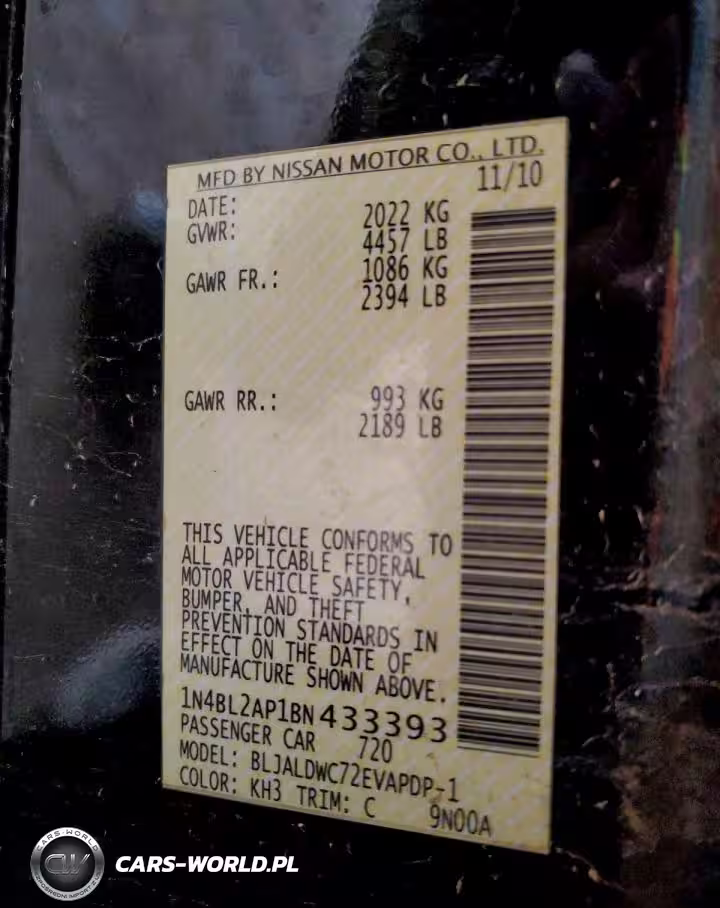 MFD BY NISSAN MOTOR CO., LTD.
DATE: 11/10
GVWR: 2022 KG
4457 LB
GAWR FR.: 1086 KG
2394 LB
GAWR RR.: 993 KG
2189 LB
THIS VEHICLE CONFORMS TO
ALL APPLICABLE FEDERAL
MOTOR VEHICLE SAFETY,
BUMPER, AND THEFT
PREVENTION STANDARDS IN
EFFECT ON THE DATE OF
MANUFACTURE SHOWN ABOVE.
1N4BL2AP1BN433393
PASSENGER CAR 720
MODEL: BLJALDWC72EVAPDP-1
COLOR: KH3 TRIM: C 9N00A
CARS-WORLD
CW
CARS-WORLD.PL